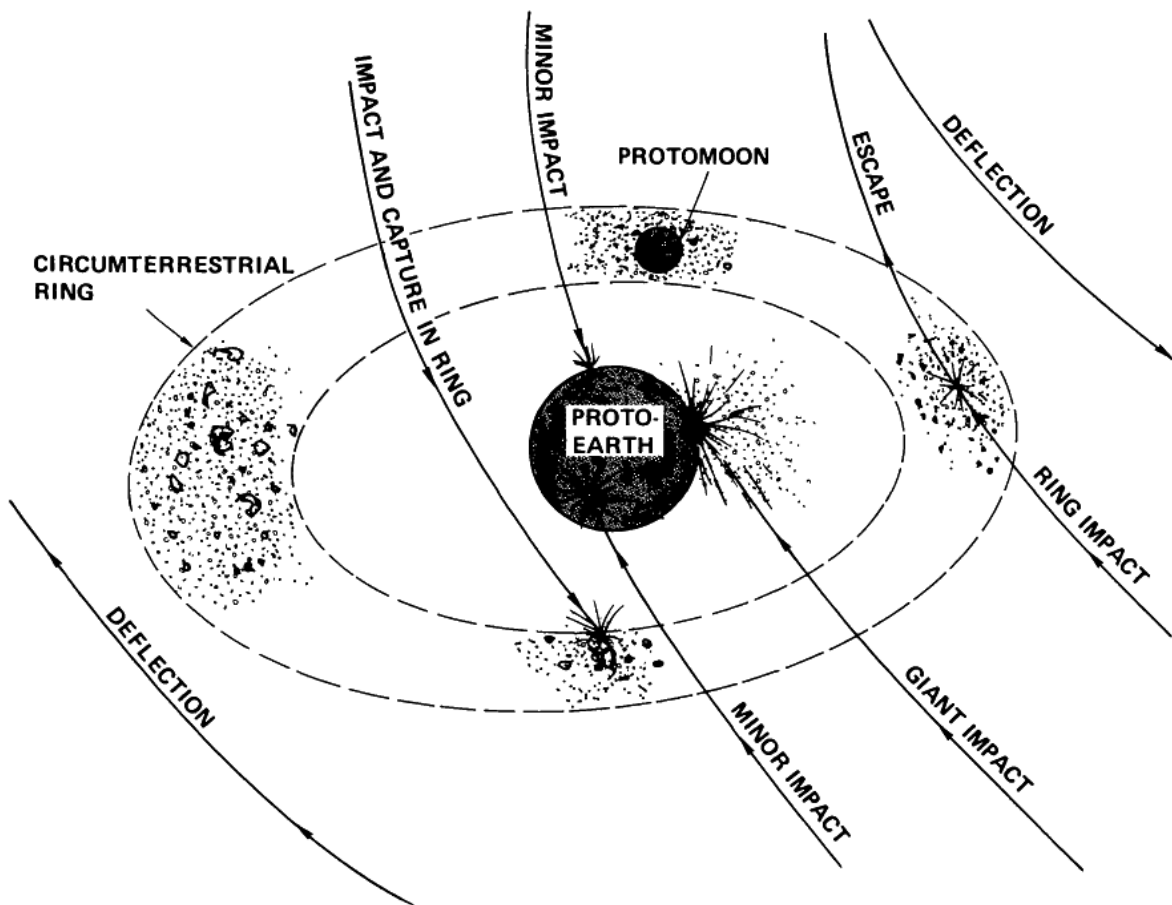 IMPACT AND CAPTURE IN RING
MINOR IMPACT
PROTOMOON
ESCAPE
DEFLECTION
CIRCUMTERRESTRIAL
RING
PROTO-
EARTH
RING IMPACT
DEFLECTION
MINOR IMPACT
GIANT IMPACT